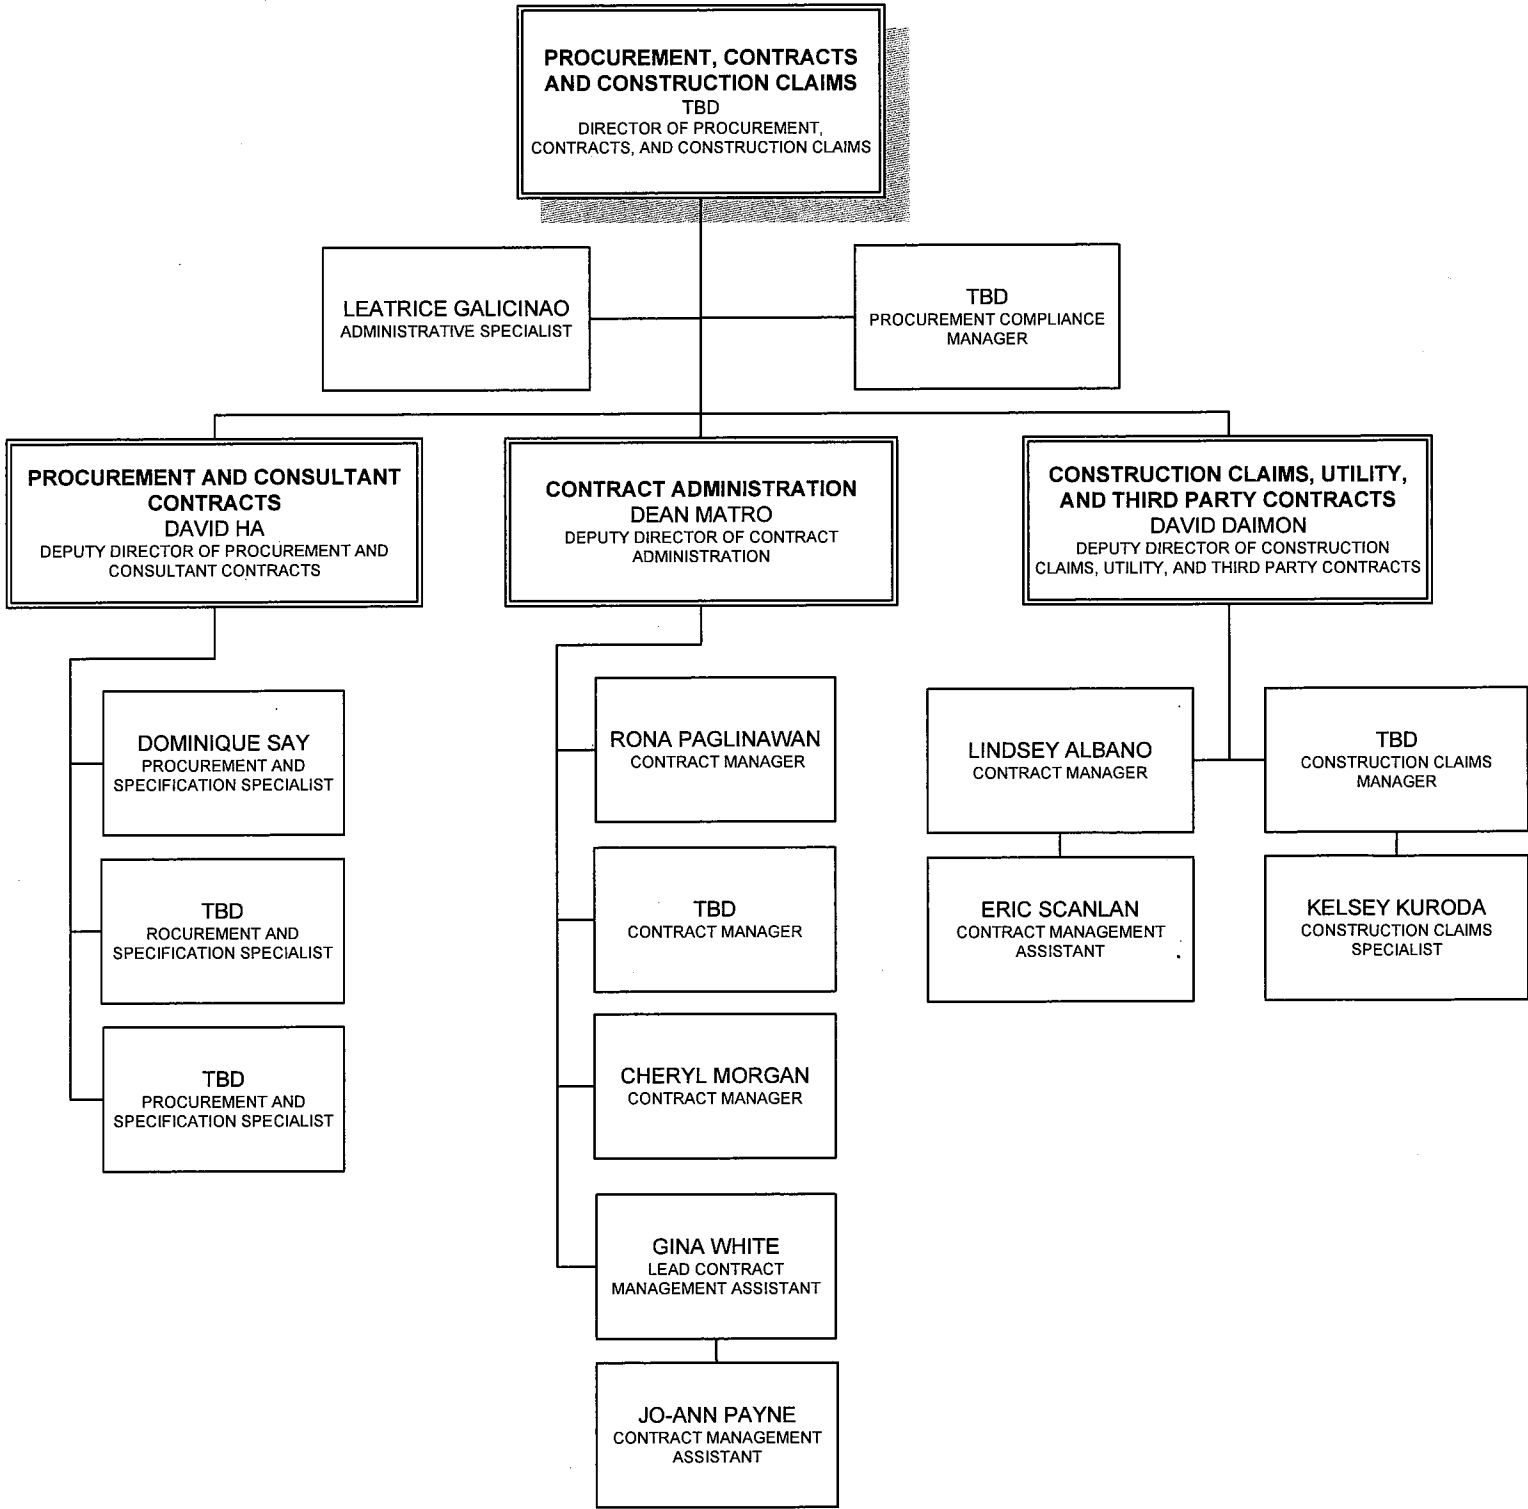 PROCUREMENT, CONTRACTS
AND CONSTRUCTION CLAIMS
TBD
DIRECTOR OF PROCUREMENT,
CONTRACTS, AND CONSTRUCTION CLAIMS
LEATRICE GALICINAO
ADMINISTRATIVE SPECIALIST
TBD
PROCUREMENT COMPLIANCE
MANAGER
PROCUREMENT AND CONSULTANT
CONTRACTS
DAVID HA
DEPUTY DIRECTOR OF PROCUREMENT AND
CONSULTANT CONTRACTS
CONTRACT ADMINISTRATION
DEAN MATRO
DEPUTY DIRECTOR OF CONTRACT
ADMINISTRATION
CONSTRUCTION CLAIMS, UTILITY,
AND THIRD PARTY CONTRACTS
DAVID DAIMON
DEPUTY DIRECTOR OF CONSTRUCTION
CLAIMS, UTILITY, AND THIRD PARTY CONTRACTS
DOMINIQUE SAY
PROCUREMENT AND
SPECIFICATION SPECIALIST
TBD
ROCUREMENT AND
SPECIFICATION SPECIALIST
TBD
PROCUREMENT AND
SPECIFICATION SPECIALIST
RONA PAGLINAWAN
CONTRACT MANAGER
TBD
CONTRACT MANAGER
CHERYL MORGAN
CONTRACT MANAGER
GINA WHITE
LEAD CONTRACT
MANAGEMENT ASSISTANT
JO-ANN PAYNE
CONTRACT MANAGEMENT
ASSISTANT
LINDSEY ALBANO
CONTRACT MANAGER
ERIC SCANLAN
CONTRACT MANAGEMENT
ASSISTANT
TBD
CONSTRUCTION CLAIMS
MANAGER
KELSEY KURODA
CONSTRUCTION CLAIMS
SPECIALIST